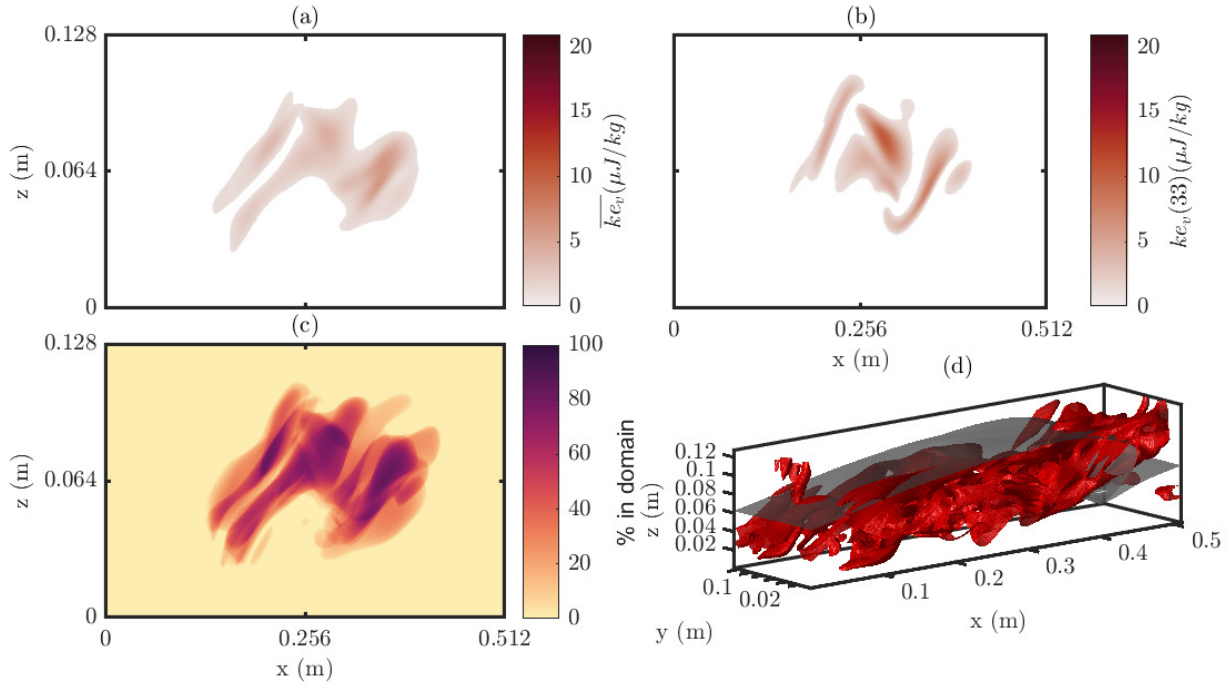 (a)
0.128
0.064
0
z (m)
20
15
10
5
0
\overline{ke_v}(μJ/kg)
(b)
0
0.256
0.512
x (m)
20
15
10
5
0
ke_v(33)(μJ/kg)
(c)
0.128
0.064
0
z (m)
0
0.256
0.512
x (m)
100
80
60
40
20
0
% in domain
(d)
0.12
0.1
0.08
0.06
0.04
0.02
z (m)
0.1
0.02
y (m)
0.1
0.2
0.3
0.4
0.5
x (m)